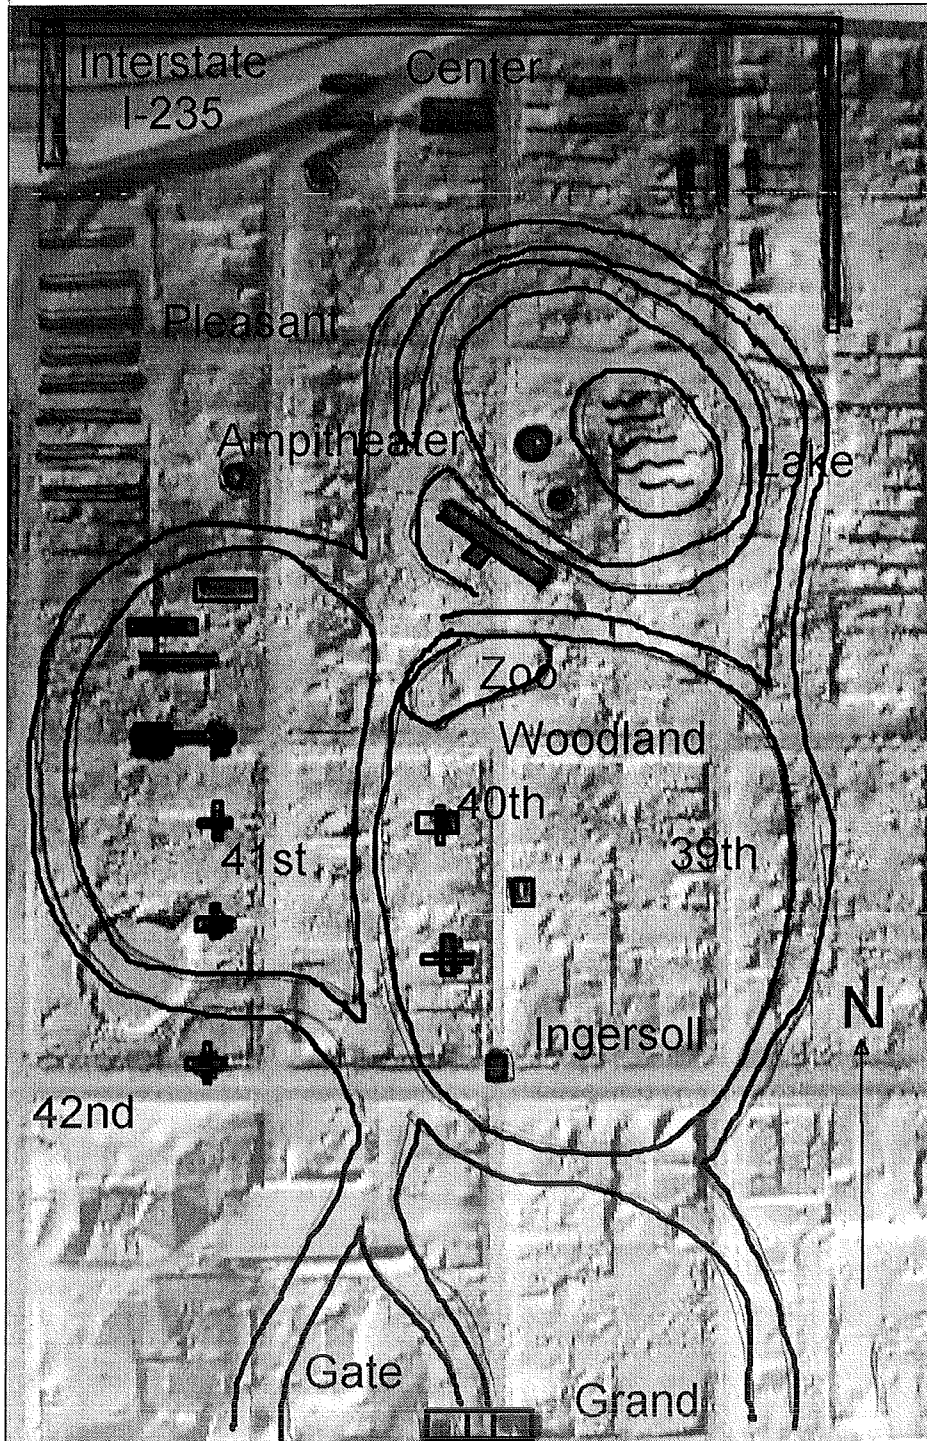 Interstate
I-235
Center
Pleasant
Ampitheater
Lake
Zoo
Woodland
40th
41st
39th
N
Ingersoll
42nd
Gate
Grand